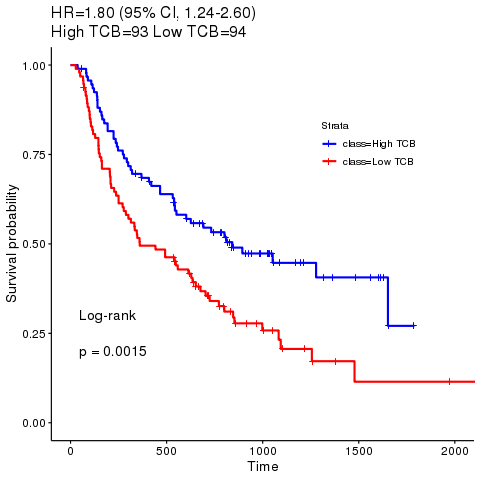 HR=1.80 (95% CI, 1.24-2.60)
High TCB=93 Low TCB=94
Strata
class=High TCB
class=Low TCB
Survival probability
1.00
0.75
0.50
0.25
0.00
Log-rank
p = 0.0015
0 500 1000 1500 2000
Time